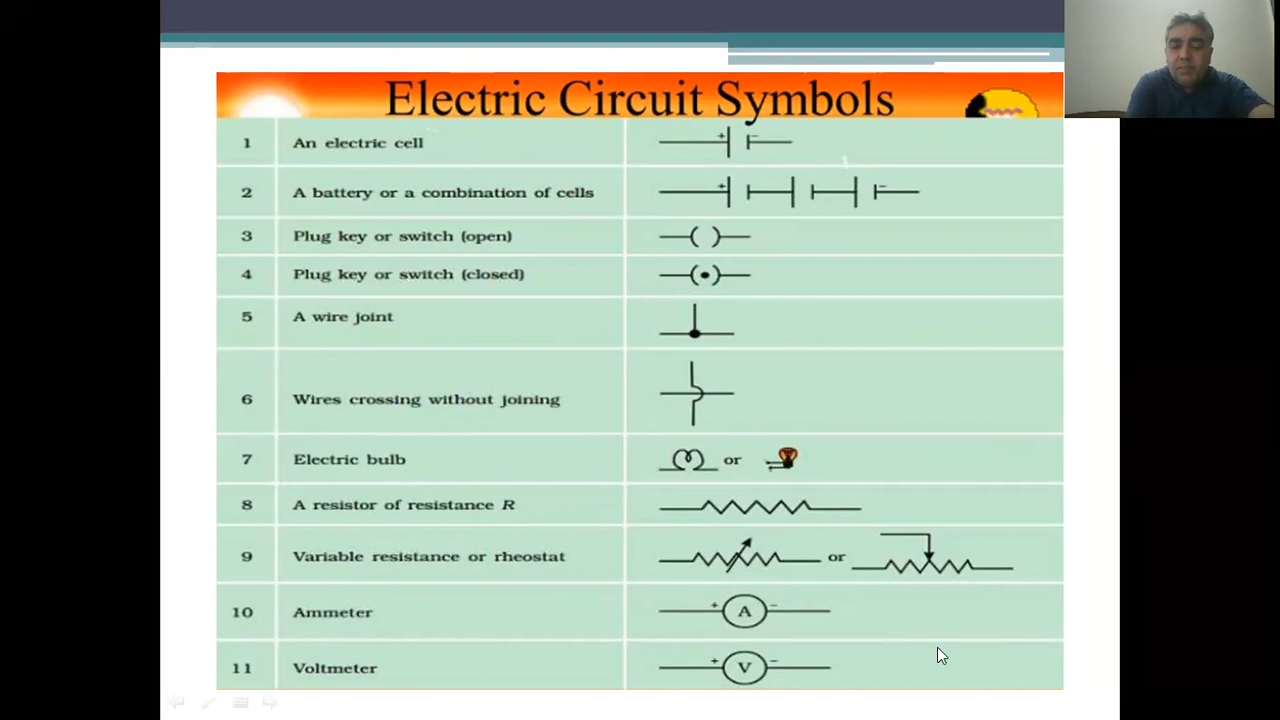 Electric Circuit Symbols
1 An electric cell + −
2 A battery or a combination of cells + −
3 Plug key or switch (open)
4 Plug key or switch (closed)
5 A wire joint
6 Wires crossing without joining
7 Electric bulb or
8 A resistor of resistance R
9 Variable resistance or rheostat or
10 Ammeter + A −
11 Voltmeter + V −